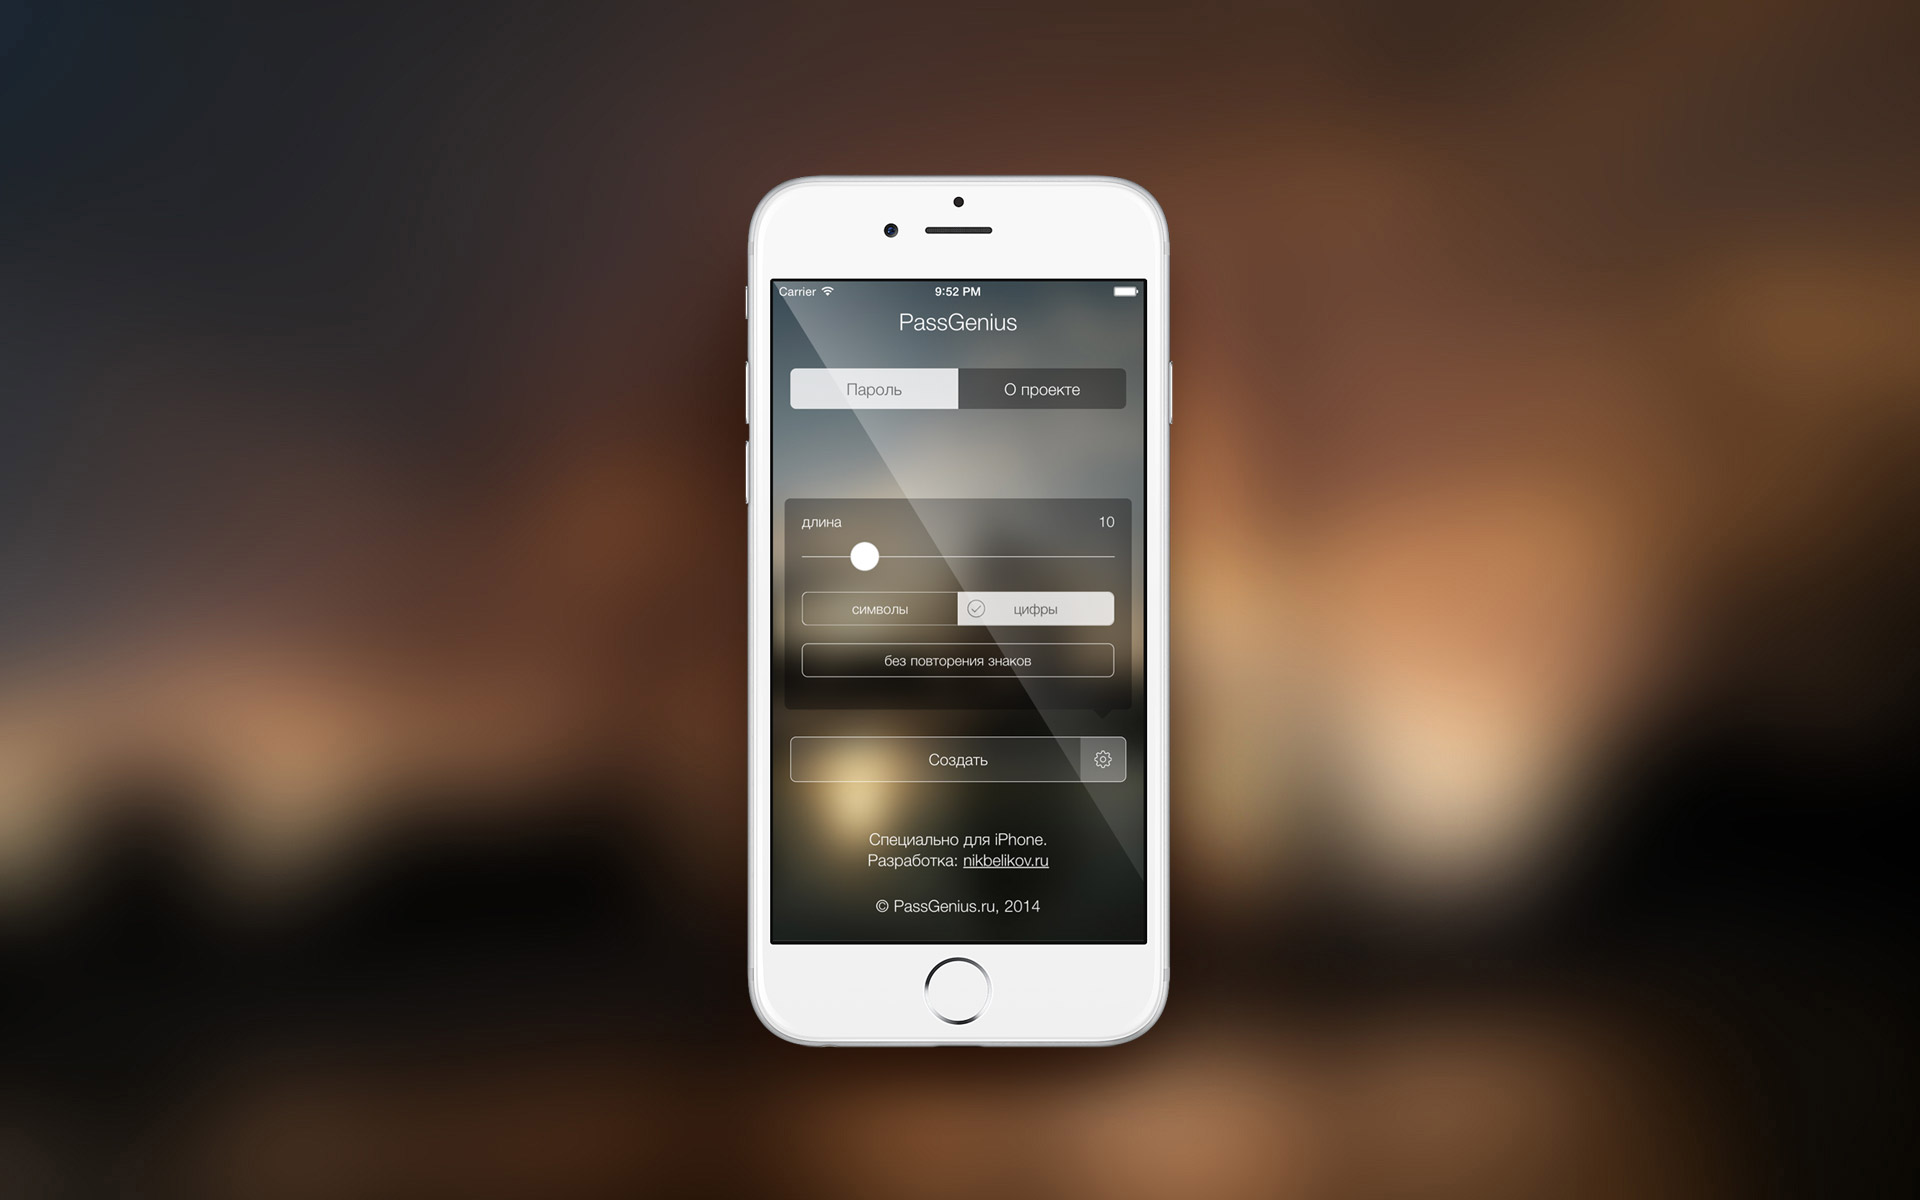 Carrier 9:52 PM
PassGenius
Пароль О проекте
длина 10
символы цифры
без повторения знаков
Создать
Специально для iPhone.
Разработка: nikbelikov.ru
© PassGenius.ru, 2014